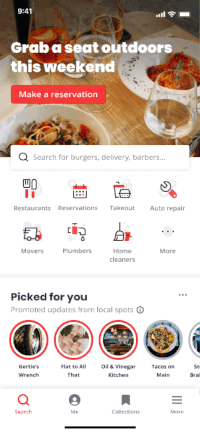 9:41
Grab a seat outdoors
this weekend
Make a reservation
Search for burgers, delivery, barbers...
Restaurants Reservations Takeout Auto repair
Movers Plumbers Home cleaners More
Picked for you
Promoted updates from local spots
Gertie's Wrench
Flat to All That
Oil & Vinegar Kitchen
Tacos on Main
Search Me Collections More